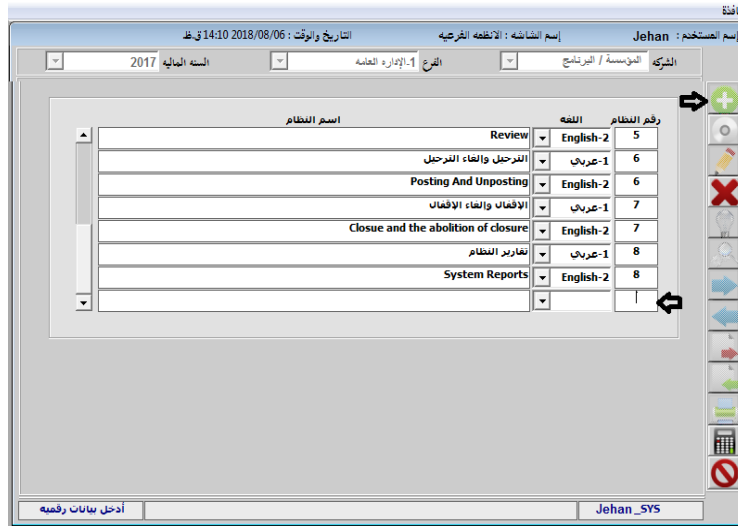 افذة
إسم المستخدم : Jehan إسم الشاشه : الانظمه الفرعيه التاريخ والوقت : 2018/08/06 14:10 ق.ظ
الشركه المؤسسة / البرنامج الفرع 1-الإداره العامه السنه الماليه 2017
رقم النظام اللغه اسم النظام
5 English-2 Review
6 1-عربي الترحيل وإلغاء الترحيل
6 English-2 Posting And Unposting
7 1-عربي الإقفال وإلغاء الإقفال
7 English-2 Closue and the abolition of closure
8 1-عربي تقارير النظام
8 English-2 System Reports
Jehan_SYS أدخل بيانات رقميه